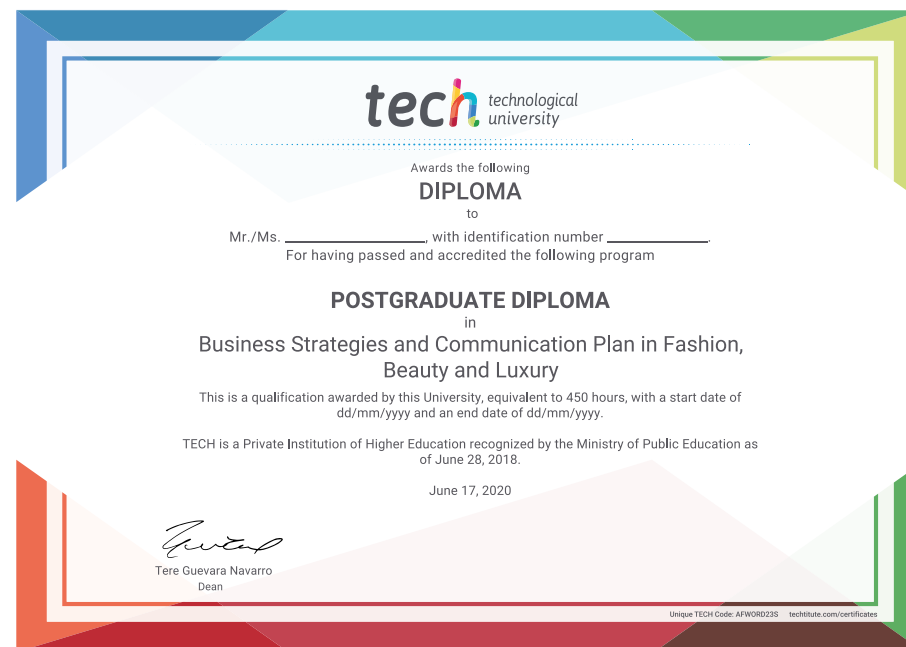 tech technological
university
Awards the following
DIPLOMA
to
Mr./Ms. ____________, with identification number ____________.
For having passed and accredited the following program
POSTGRADUATE DIPLOMA
in
Business Strategies and Communication Plan in Fashion,
Beauty and Luxury
This is a qualification awarded by this University, equivalent to 450 hours, with a start date of
dd/mm/yyyy and an end date of dd/mm/yyyy.
TECH is a Private Institution of Higher Education recognized by the Ministry of Public Education as
of June 28, 2018.
June 17, 2020
Tere Guevara Navarro
Dean
Unique TECH Code: AFWORD23S techtitute.com/certificates